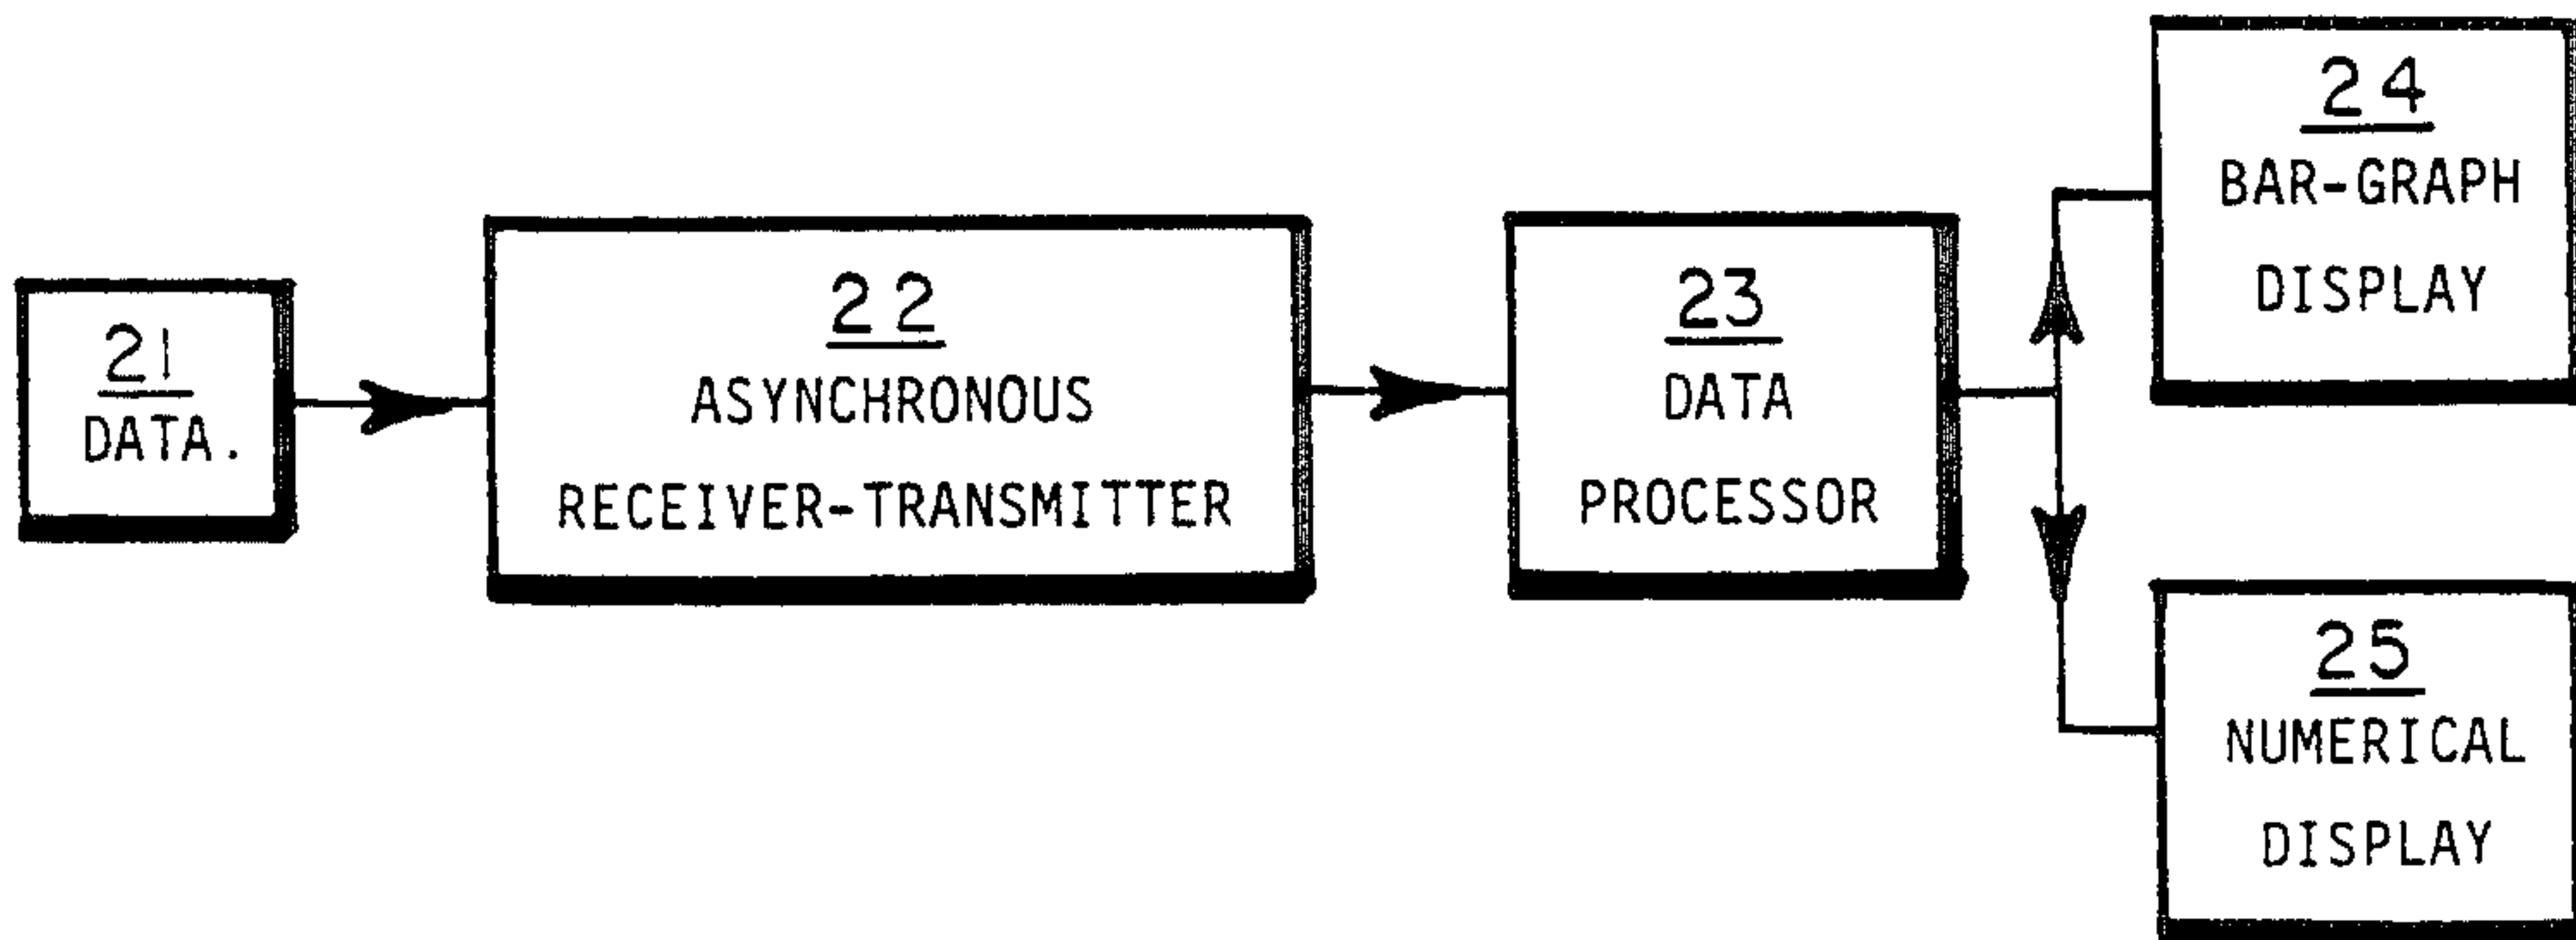 21
DATA.
22
ASYNCHRONOUS
RECEIVER-TRANSMITTER
23
DATA
PROCESSOR
24
BAR-GRAPH
DISPLAY
25
NUMERICAL
DISPLAY